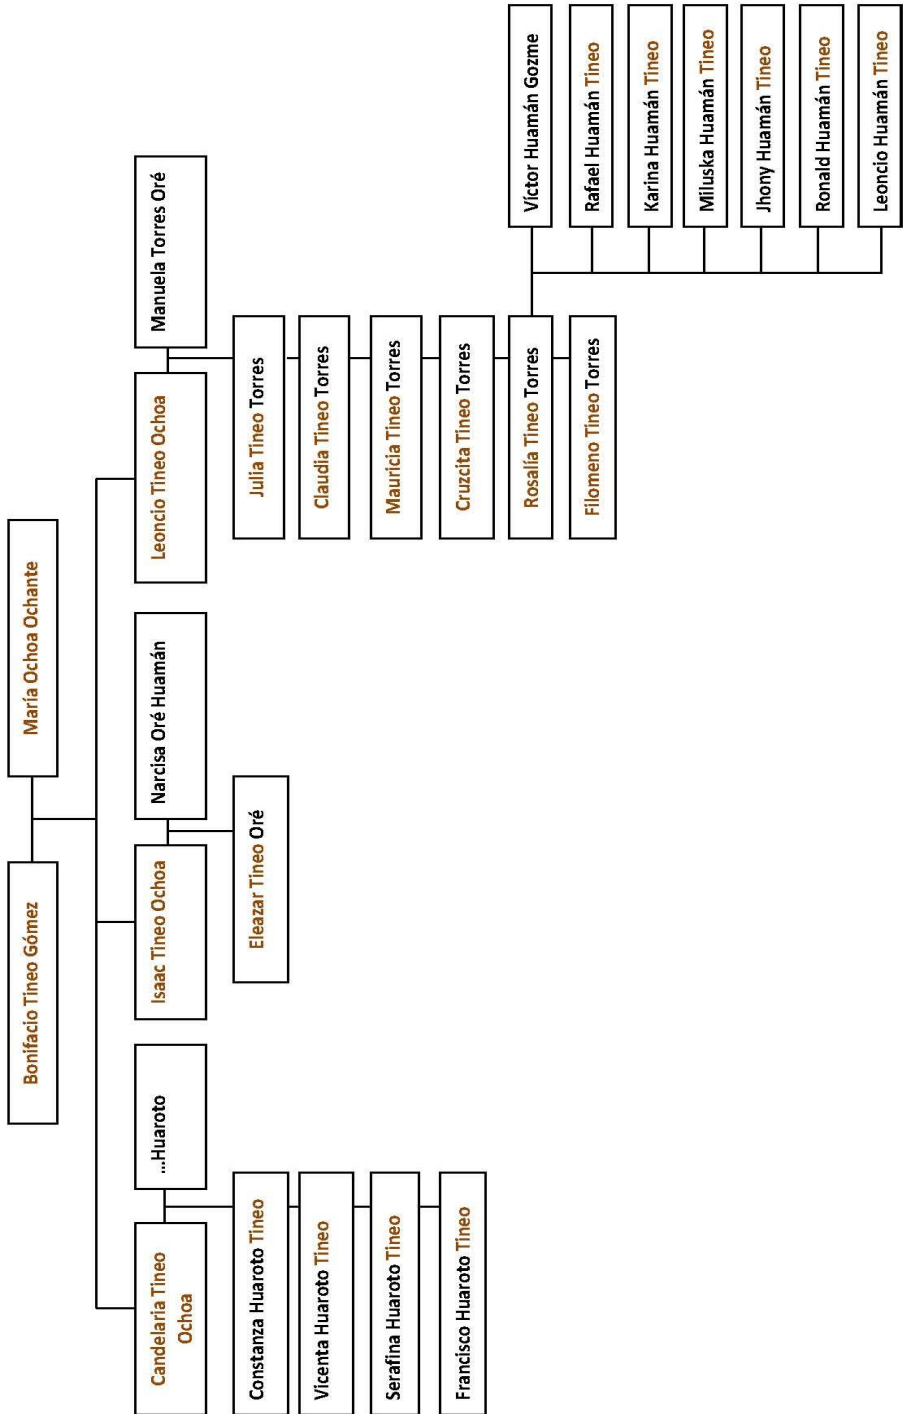 Bonifacio Tineo Gómez
María Ochoa Ochante
Candelaria Tineo
Ochoa
...Huaroto
Isaac Tineo Ochoa
Narcisa Oré Huamán
Leoncio Tineo Ochoa
Manuela Torres Oré
Constanza Huaroto Tineo
Vicenta Huaroto Tineo
Serafina Huaroto Tineo
Francisco Huaroto Tineo
Eleazar Tineo Oré
Julia Tineo Torres
Claudia Tineo Torres
Mauricia Tineo Torres
Cruzcita Tineo Torres
Rosalía Tineo Torres
Filomeno Tineo Torres
Víctor Huamán Gozme
Rafael Huamán Tineo
Karina Huamán Tineo
Miluska Huamán Tineo
Jhony Huamán Tineo
Ronald Huamán Tineo
Leoncio Huamán Tineo